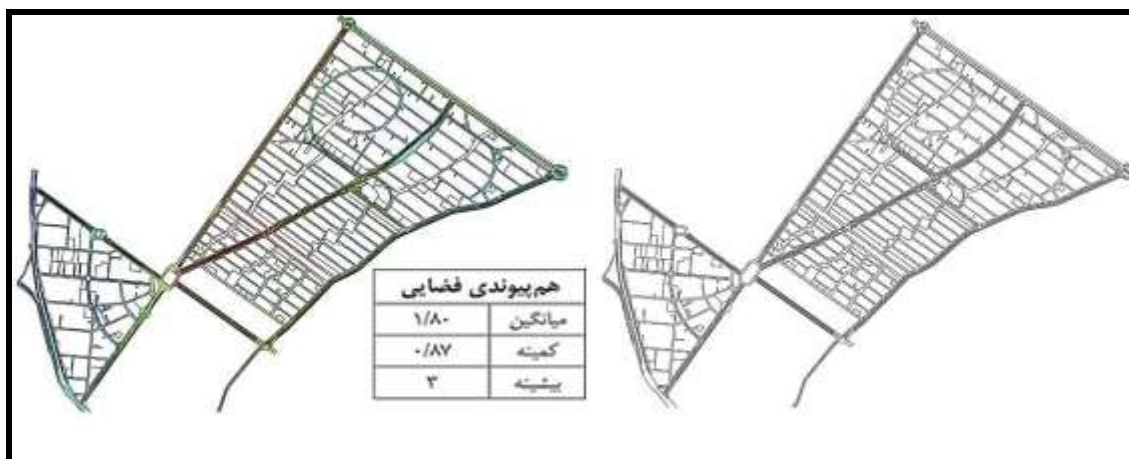 هم‌پیوندی فضایی
میانگین ۱/۸۰
کمینه ۰/۸۷
بیشینه ۳